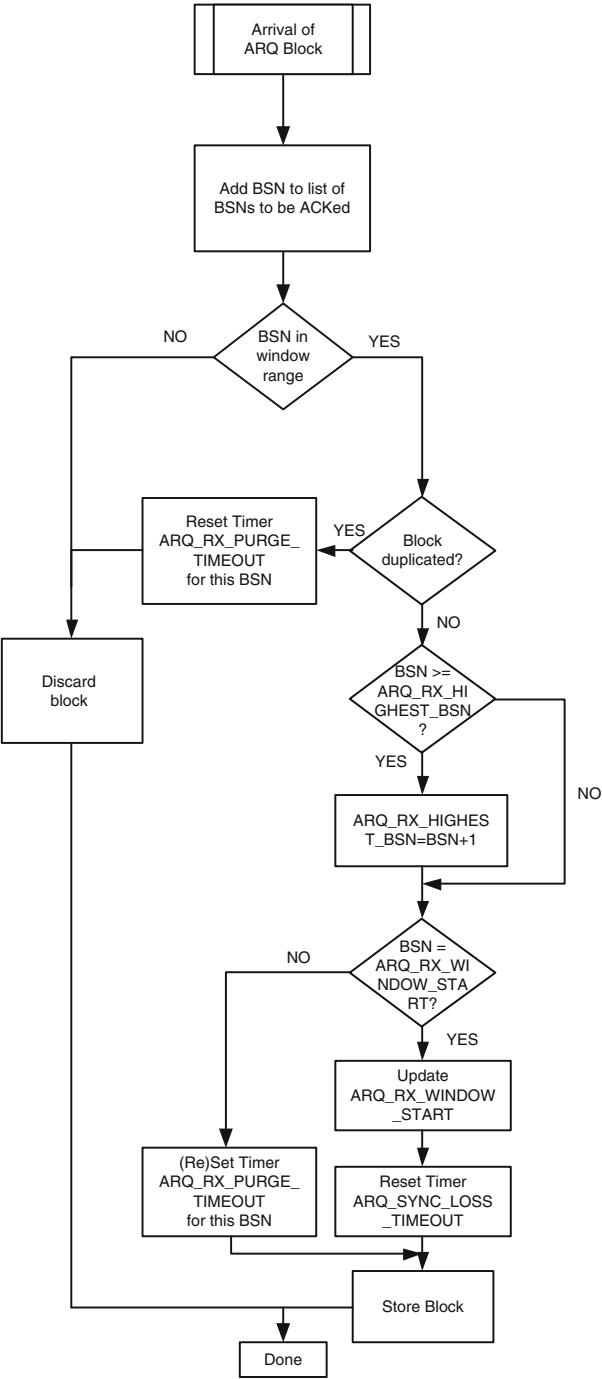 Arrival of
ARQ Block
Add BSN to list of
BSNs to be ACKed
BSN in
window
range
NO
YES
Reset Timer
ARQ_RX_PURGE_
TIMEOUT
for this BSN
YES
Block
duplicated?
NO
Discard
block
BSN >=
ARQ_RX_HI
GHEST_BSN
?
YES
NO
ARQ_RX_HIGHES
T_BSN=BSN+1
BSN =
ARQ_RX_WI
NDOW_STA
RT?
NO
YES
Update
ARQ_RX_WINDOW
_START
(Re)Set Timer
ARQ_RX_PURGE_
TIMEOUT
for this BSN
Reset Timer
ARQ_SYNC_LOSS
_TIMEOUT
Store Block
Done